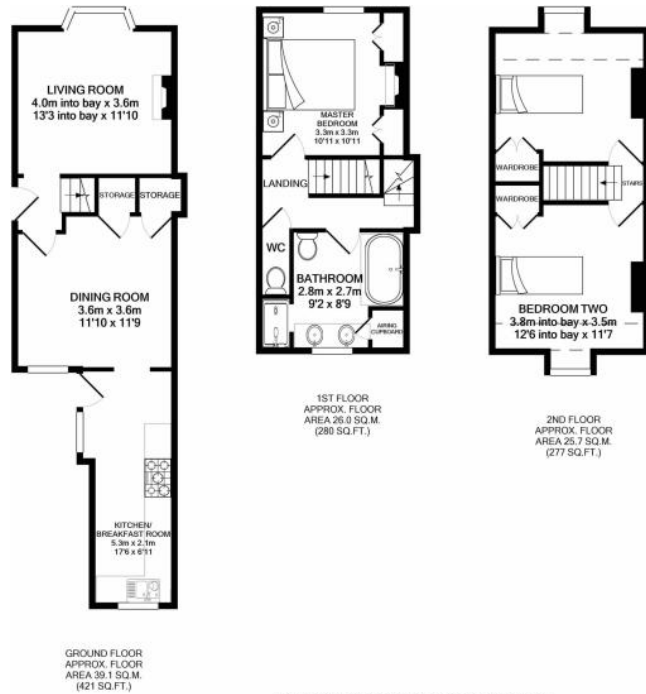 LIVING ROOM
4.0m into bay x 3.6m
13'3 into bay x 11'10
STORAGE
STORAGE
DINING ROOM
3.6m x 3.6m
11'10 x 11'9
KITCHEN/
BREAKFAST ROOM
5.3m x 2.1m
17'6 x 6'11
GROUND FLOOR
APPROX. FLOOR
AREA 39.1 SQ.M.
(421 SQ.FT.)
MASTER
BEDROOM
3.3m x 3.3m
10'11 x 10'11
LANDING
WC
BATHROOM
2.8m x 2.7m
9'2 x 8'9
AIRING
CUPBOARD
1ST FLOOR
APPROX. FLOOR
AREA 26.0 SQ.M.
(280 SQ.FT.)
WARDROBE
STAIRS
WARDROBE
BEDROOM TWO
3.8m into bay x 3.5m
12'6 into bay x 11'7
2ND FLOOR
APPROX. FLOOR
AREA 25.7 SQ.M.
(277 SQ.FT.)